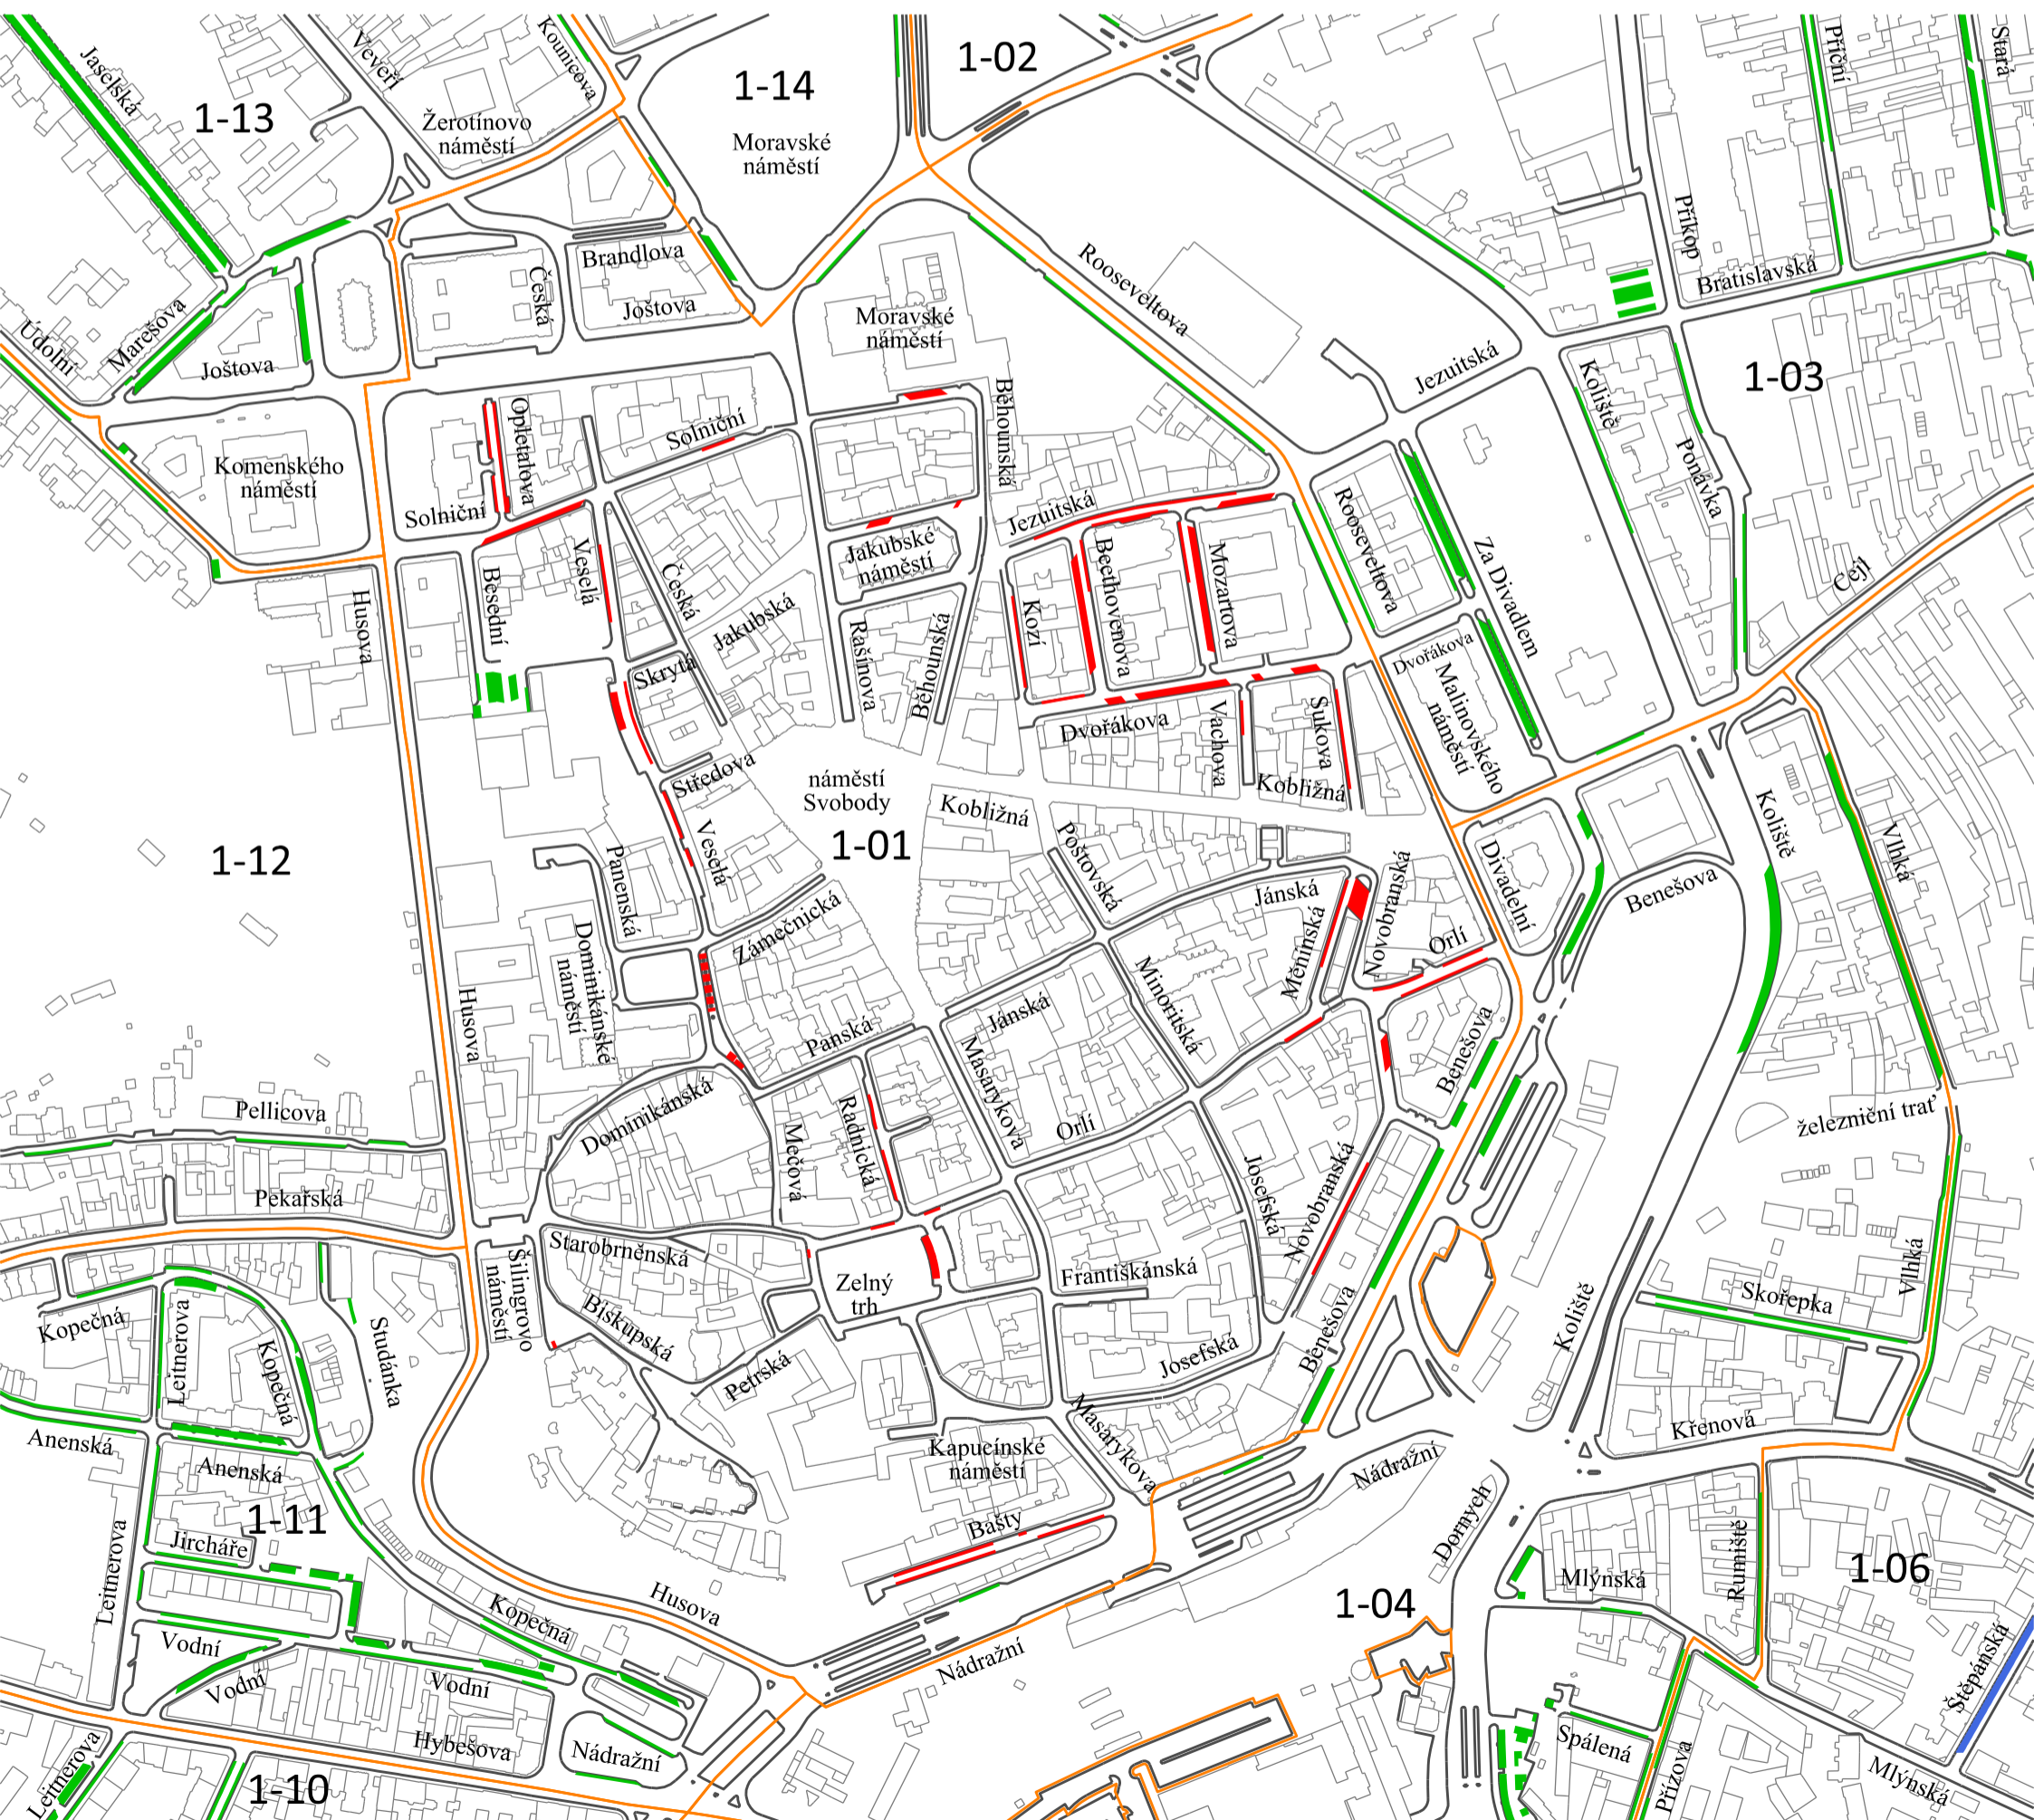 Jaselská
1-13
Veveří
Žerotínovo
náměstí
Kounicova
1-14
Moravské
náměstí
1-02
Příční
Stará
Příkop
Bratislavská
Brandlova
Česká
Joštova
Moravské
náměstí
Rooseveltova
Údolní
Marešova
Joštova
Jezuitská
Koliště
1-03
Ponávka
Komenského
náměstí
Opletalova
Solniční
Solniční
Běhounská
Jezuitská
Jakubské
náměstí
Rooseveltova
Za Divadlem
Cejl
Husova
Besední
Veselá
Česká
Jakubská
Skrytá
Rašínova
Běhounská
Kozí
Beethovenova
Mozartova
Dvořákova
Malinovského
náměstí
Dvořákova
Vachova
Sukova
Kobližná
Středova
náměstí
Svobody
Kobližná
1-01
1-12
Veselá
Panenská
Poštovská
Jánská
Novobranská
Divadelní
Benešova
Koliště
Vlhká
Husova
Dominikánské
náměstí
Zámečnická
Panská
Jánská
Masarykova
Minoritská
Měnínská
Orlí
Benešova
Pellicova
Pekařská
Dominikánská
Mečová
Radnická
Orlí
Josefská
Novobranská
železniční trať
Vlhká
Skořepka
Koliště
Křenová
Šilingrovo
náměstí
Starobrněnská
Biskupská
Petrská
Zelný
trh
Františkánská
Josefská
Benešova
Masarykova
Nádražní
Kopečná
Leitnerova
Kopečná
Studánka
Anenská
Anenská
1-11
Jircháře
Leitnerova
Vodní
Vodní
Vodní
Kopečná
Husova
Kapucínské
náměstí
Bašty
Nádražní
Dornych
1-04
Mlýnská
Rumiště
1-06
Štěpánská
Spálená
Přízova
Mlýnská
Hybešova
Nádražní
Leitnerova
1-10